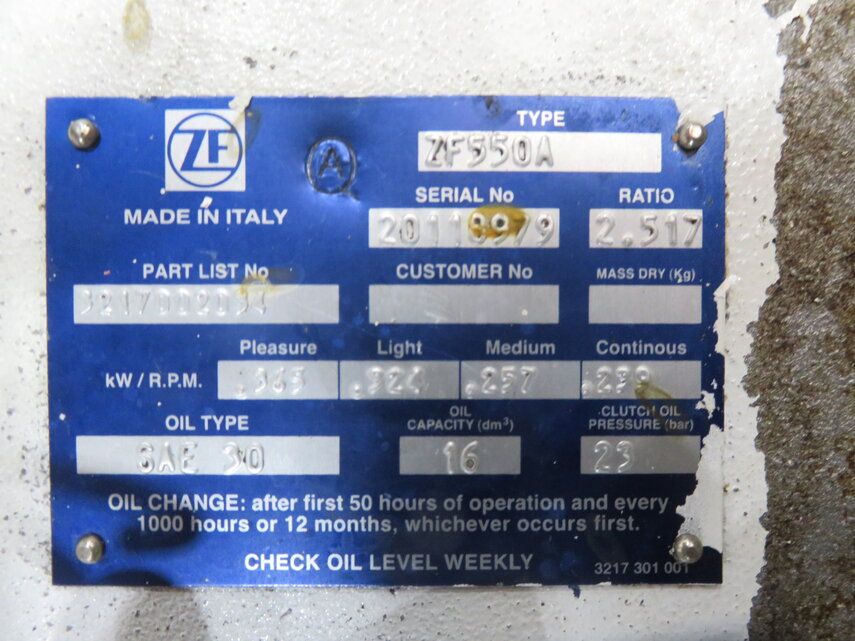 TYPE
ZF
A
ZF550A
MADE IN ITALY
SERIAL No
RATIO
2.517
PART LIST No
CUSTOMER No
MASS DRY (Kg)
Pleasure
Light
Medium
Continous
kW / R.P.M.
.365
.324
.257
OIL TYPE
OIL
CAPACITY (dm³)
CLUTCH OIL
PRESSURE (bar)
SAE 30
16
23
OIL CHANGE: after first 50 hours of operation and every
1000 hours or 12 months, whichever occurs first.
CHECK OIL LEVEL WEEKLY
3217 301 001